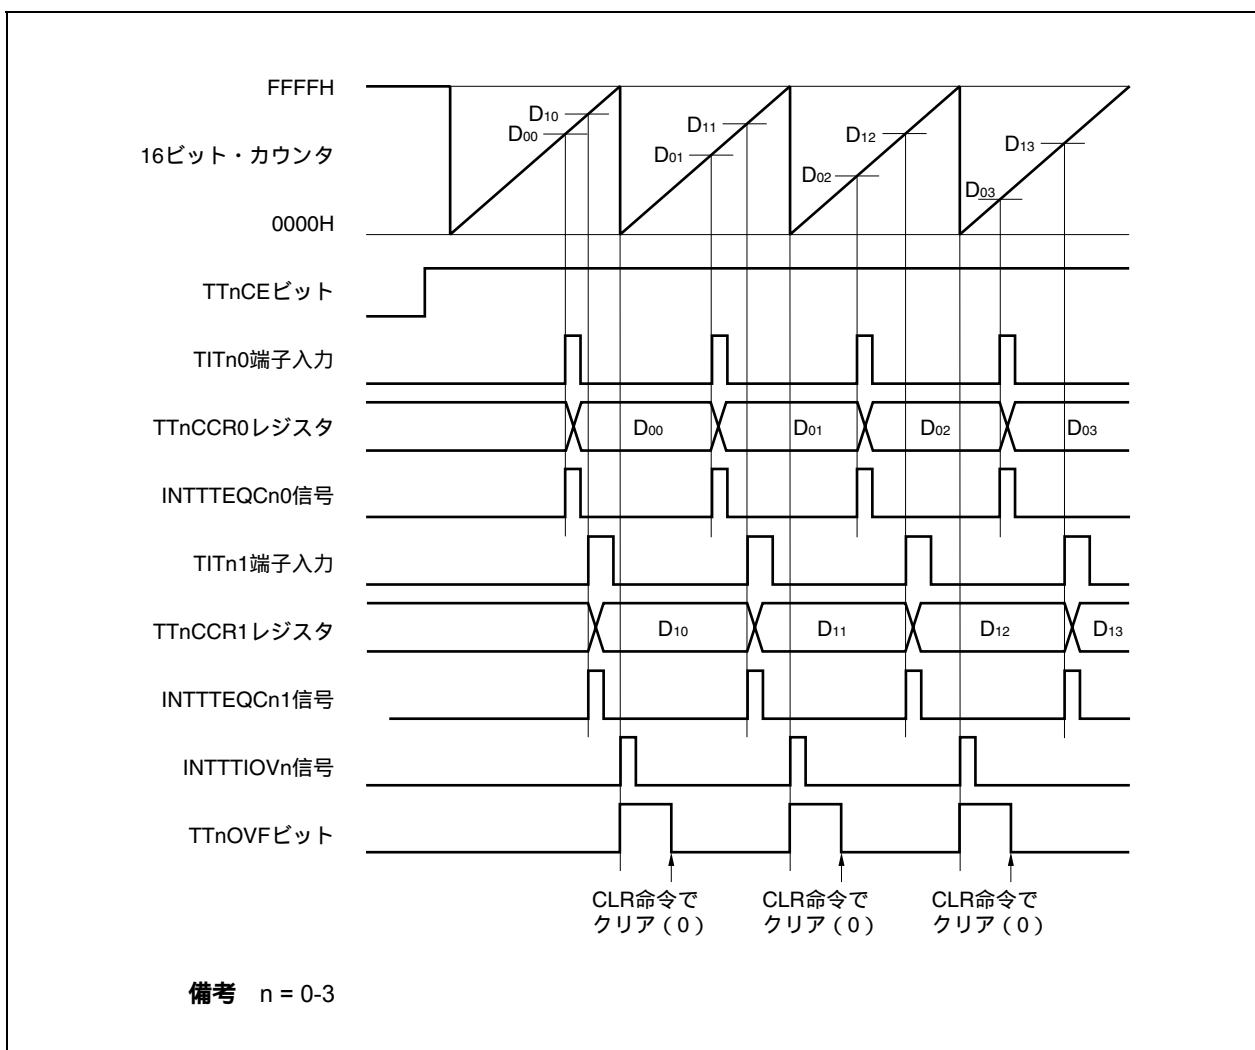 FFFFH
16ビット・カウンタ
0000H
D10
D00
D11
D01
D12
D02
D13
D03
TTnCEビット
TITn0端子入力
TTnCCR0レジスタ
D00
D01
D02
D03
INTTTEQCn0信号
TITn1端子入力
TTnCCR1レジスタ
D10
D11
D12
D13
INTTTEQCn1信号
INTTTIOVn信号
TTnOVFビット
CLR命令で
クリア(0)
CLR命令で
クリア(0)
CLR命令で
クリア(0)
備考 n = 0-3